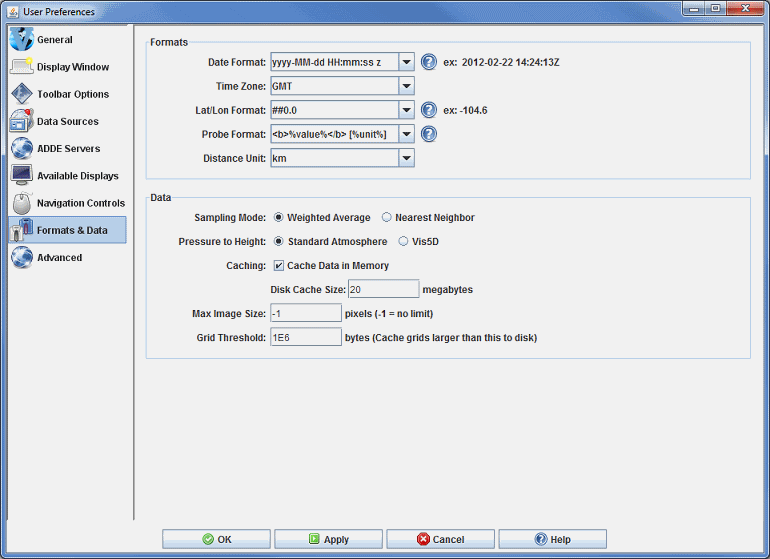 User Preferences
General
Display Window
Toolbar Options
Data Sources
ADDE Servers
Available Displays
Navigation Controls
Formats & Data
Advanced
Formats
Date Format: yyyy-MM-dd HH:mm:ss z ex: 2012-02-22 14:24:13Z
Time Zone: GMT
Lat/Lon Format: ##0.0 ex: -104.6
Probe Format: <b>%value%</b> [%unit%]
Distance Unit: km
Data
Sampling Mode: Weighted Average Nearest Neighbor
Pressure to Height: Standard Atmosphere Vis5D
Caching: Cache Data in Memory
Disk Cache Size: 20 megabytes
Max Image Size: -1 pixels (-1 = no limit)
Grid Threshold: 1E6 bytes (Cache grids larger than this to disk)
OK Apply Cancel Help